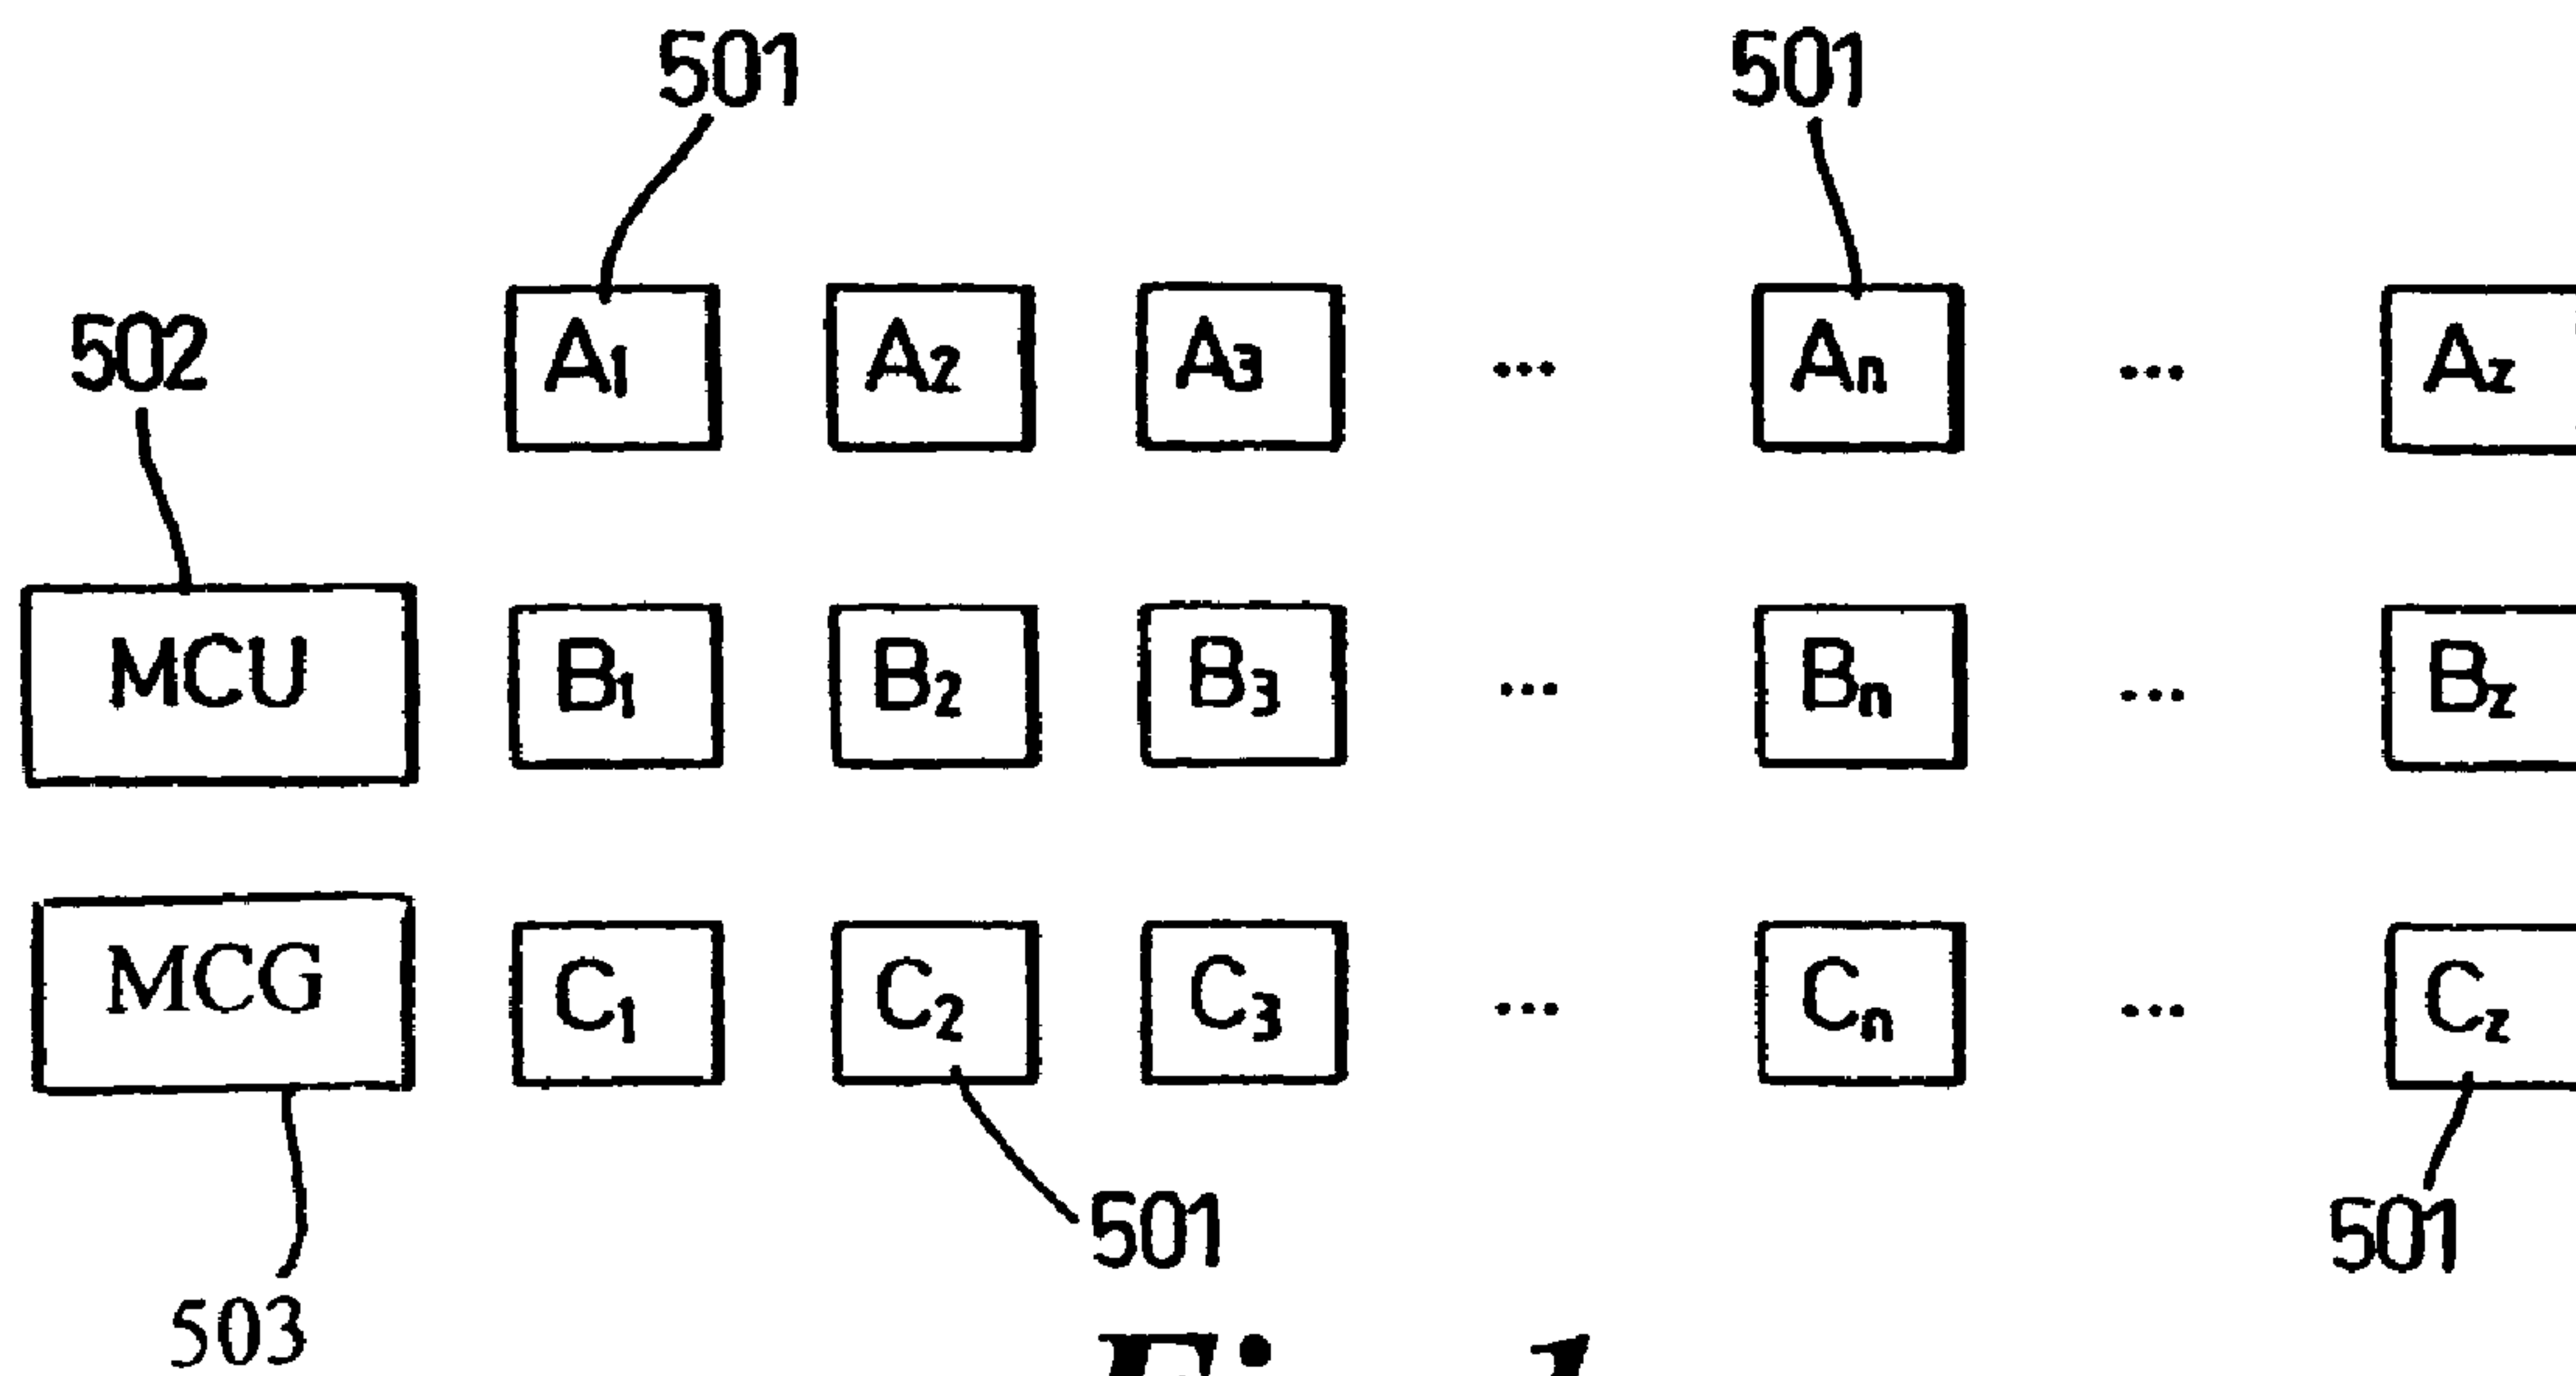 501 501
502
A1 A2 A3 ... An ... Az
MCU B1 B2 B3 ... Bn ... Bz
MCG C1 C2 C3 ... Cn ... Cz
501 501
503